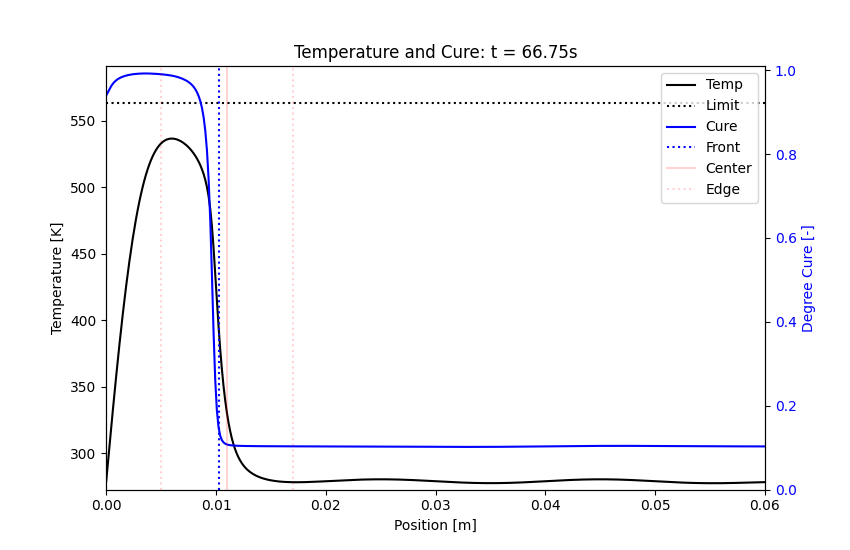 Temperature and Cure: t = 66.75s
Temp
Limit
Cure
Front
Center
Edge
Temperature [K]
550
500
450
400
350
300
Degree Cure [-]
1.0
0.8
0.6
0.4
0.2
0.0
0.00 0.01 0.02 0.03 0.04 0.05 0.06
Position [m]